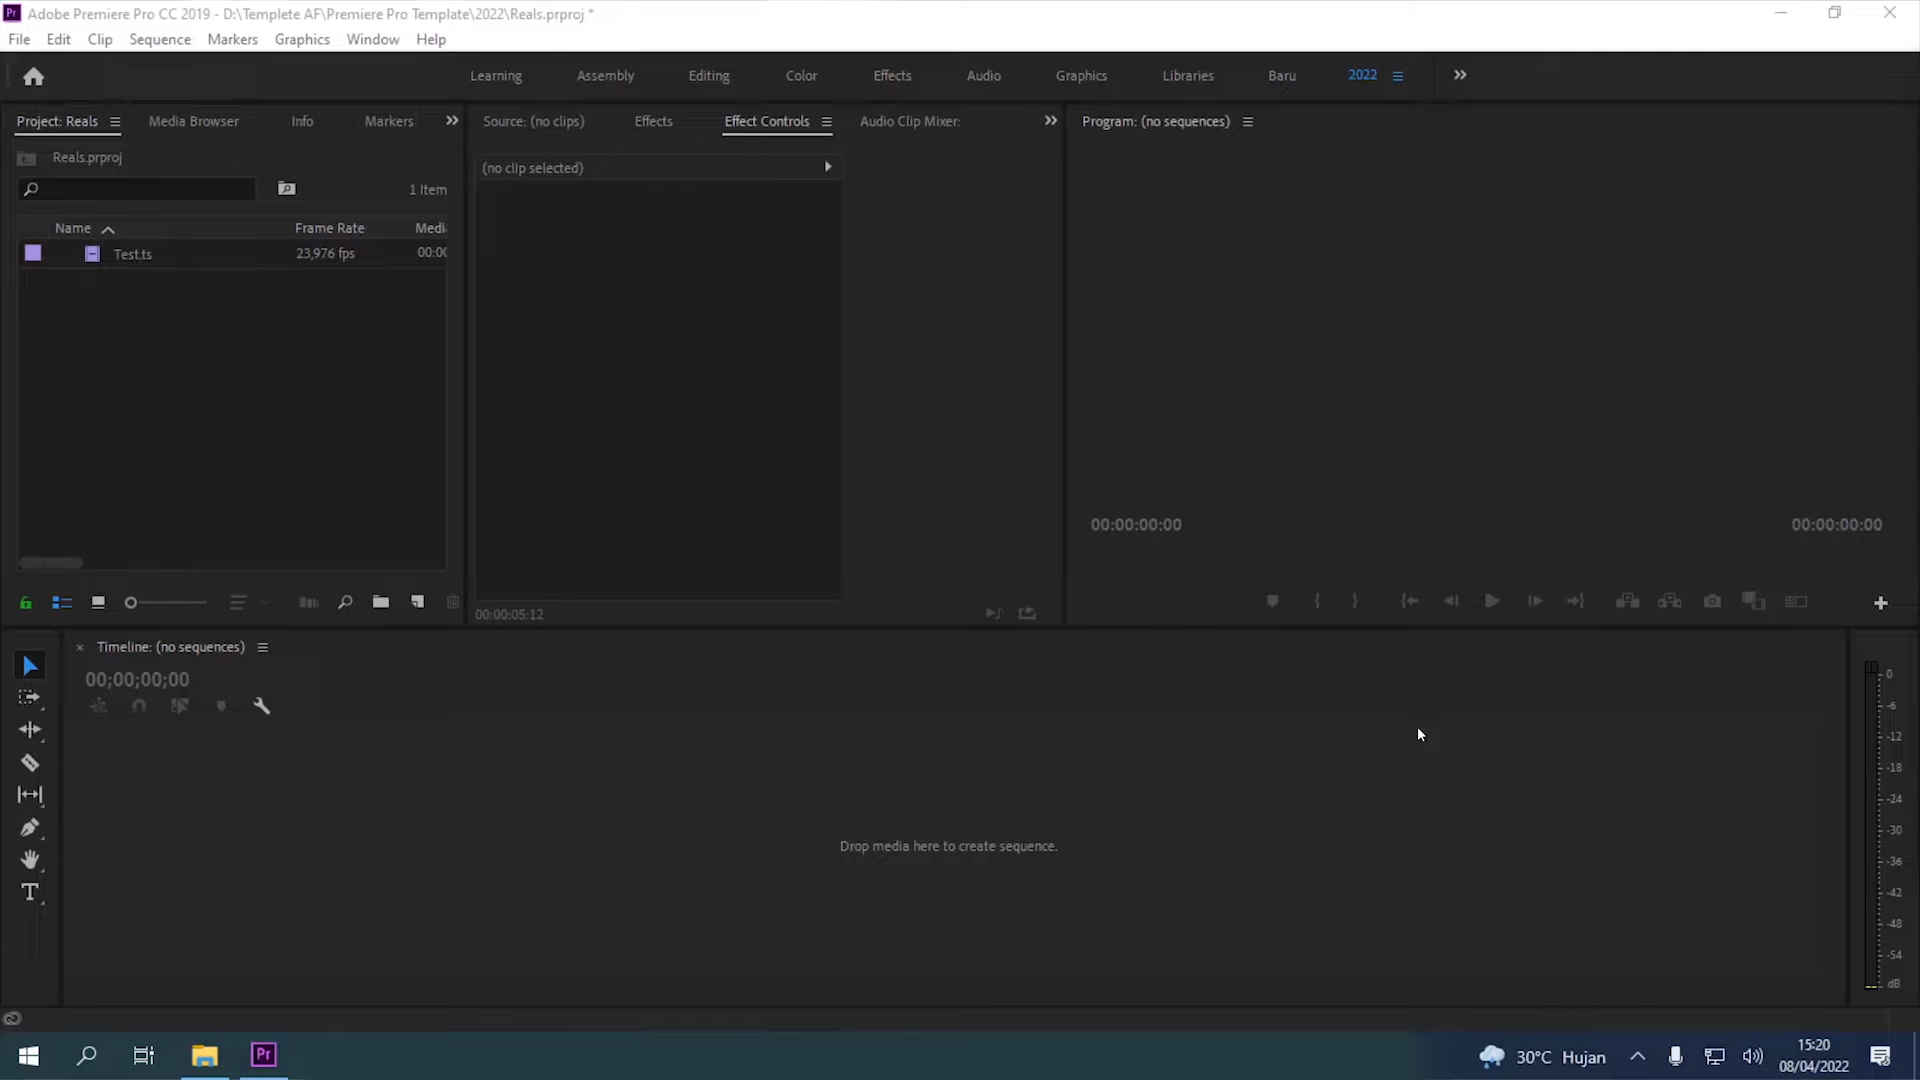 Pr Adobe Premiere Pro CC 2019 - D:\Templete AF\Premiere Pro Template\2022\Reals.prproj *
File Edit Clip Sequence Markers Graphics Window Help
Learning Assembly Editing Color Effects Audio Graphics Libraries Baru 2022
Project: Reals Media Browser Info Markers
Source: (no clips) Effects Effect Controls Audio Clip Mixer:
Program: (no sequences)
Reals.prproj
(no clip selected)
1 Item
Name Frame Rate Medi
Test.ts 23,976 fps 00:00
00:00:00:00 00:00:00:00
00:00:05:12
Timeline: (no sequences)
00;00;00;00
Drop media here to create sequence.
0
-6
-12
-18
-24
-30
-36
-42
-48
-54
dB
Pr
30°C Hujan
15:20
08/04/2022